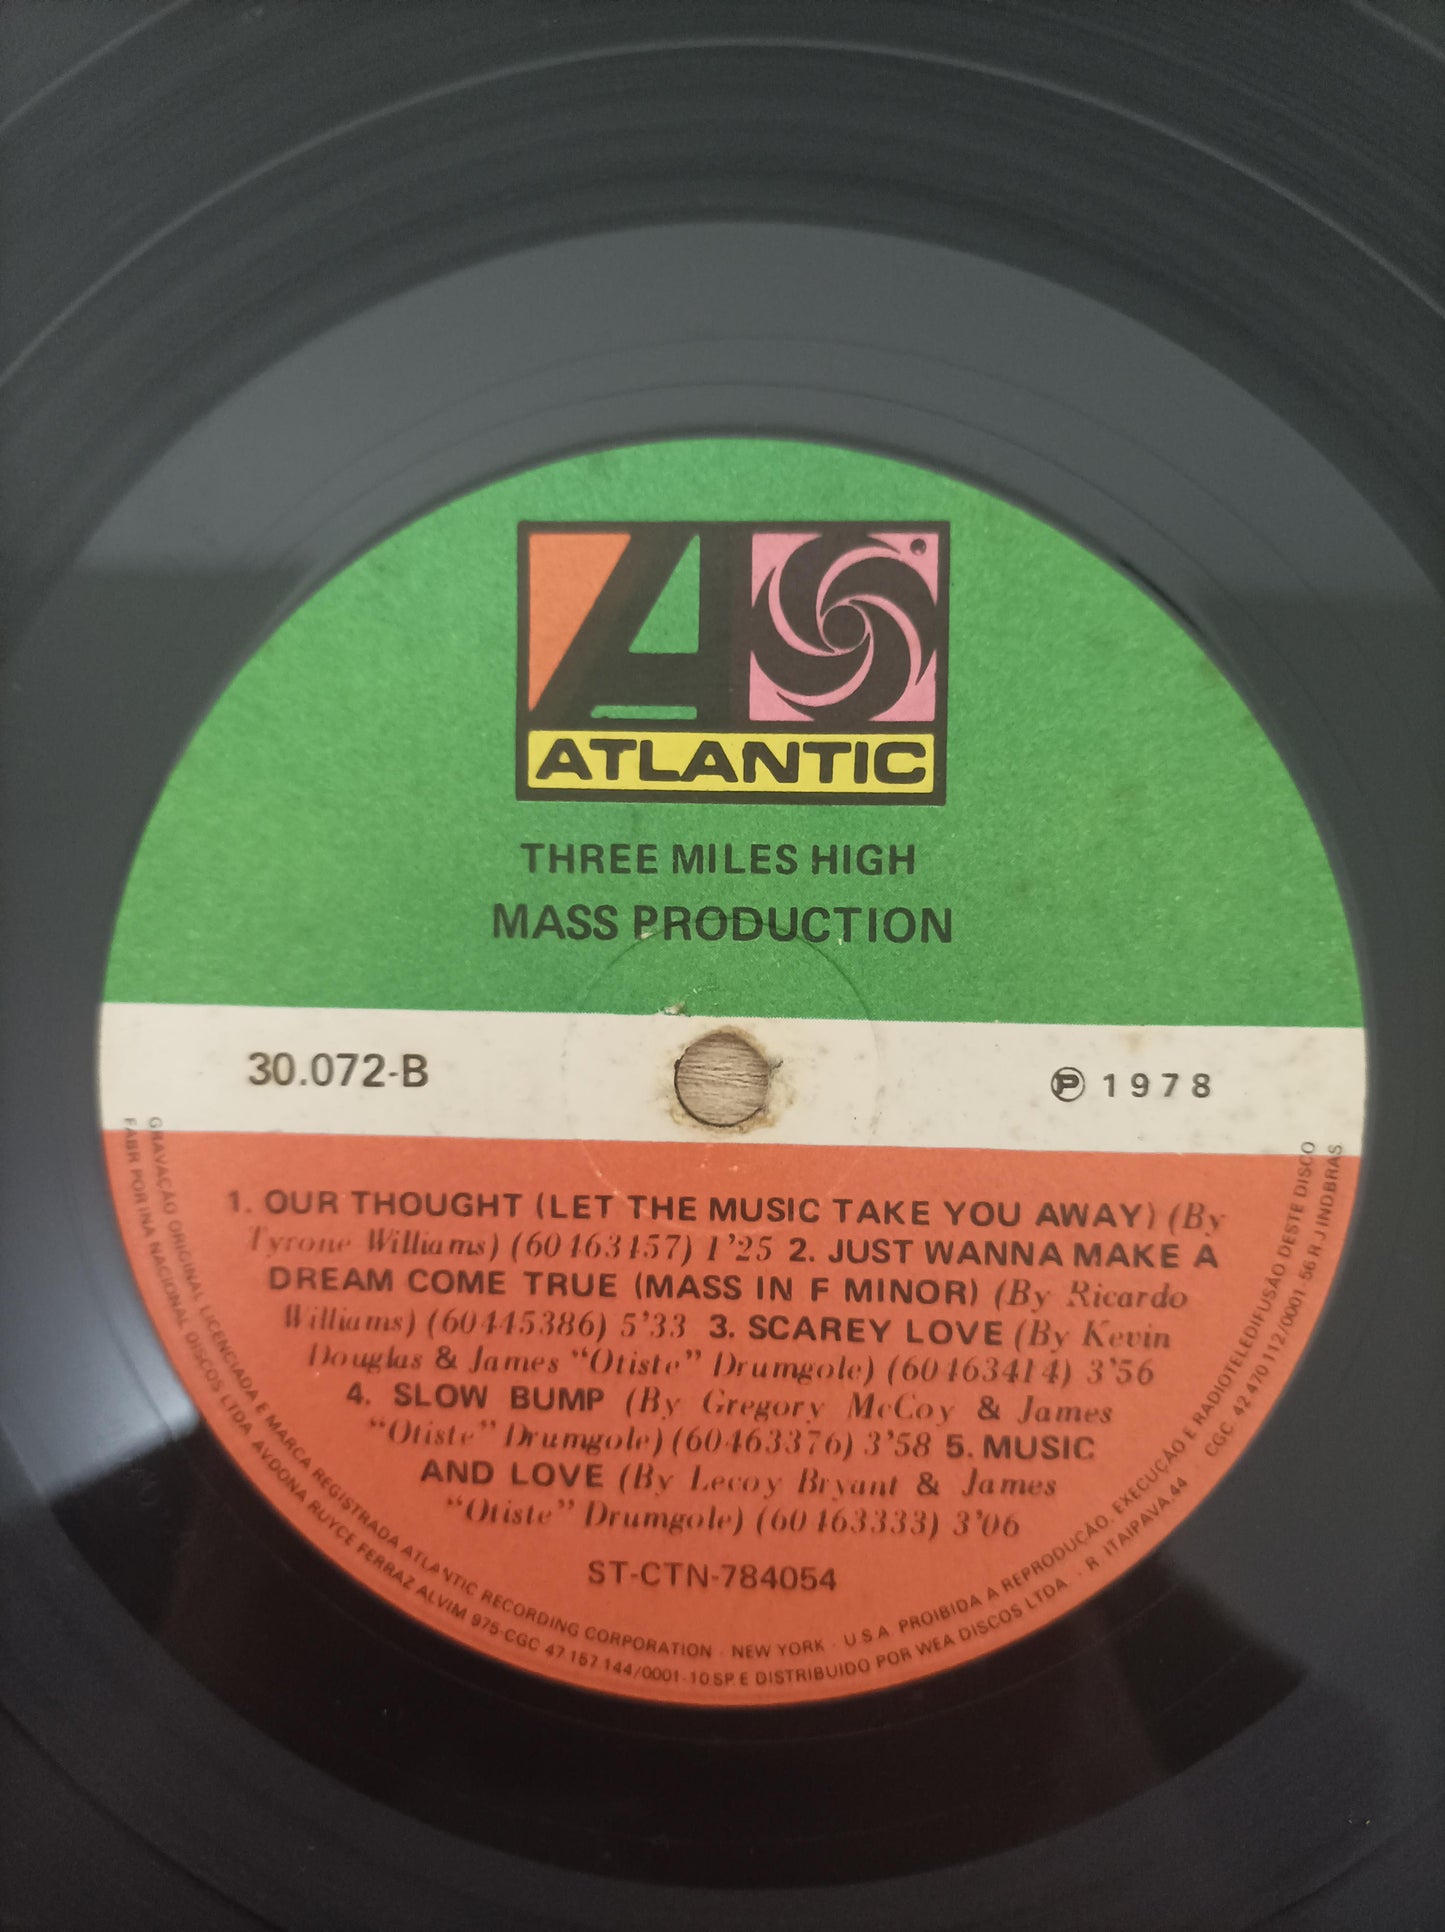 ATLANTIC
THREE MILES HIGH
MASS PRODUCTION
30.072-B
Ⓟ 1978
1. OUR THOUGHT (LET THE MUSIC TAKE YOU AWAY) (By
Tyrone Williams) (60463457) 1'25 2. JUST WANNA MAKE A
DREAM COME TRUE (MASS IN F MINOR) (By Ricardo
Williams) (60445386) 5'33 3. SCAREY LOVE (By Kevin
Douglas & James "Otiste" Drumgole) (60463414) 3'56
4. SLOW BUMP (By Gregory McCoy & James
"Otiste" Drumgole) (60463376) 3'58 5. MUSIC
AND LOVE (By Lecoy Bryant & James
"Otiste" Drumgole) (60463333) 3'06
ST-CTN-784054
GRAVAÇÃO ORIGINAL LICENCIADA E MARCA REGISTRADA ATLANTIC RECORDING CORPORATION · NEW YORK · U.S.A. PROIBIDA A REPRODUÇÃO, EXECUÇÃO E RADIOTELEDIFUSÃO DESTE DISCO
FABR POR INA NACIONAL DISCOS LTDA AV DONA RUYCE FERRAZ ALVIM 975-CGC 47 157 144/0001-10 SP. E DISTRIBUIDO POR WEA DISCOS LTDA · R. ITAIPAVA.44 · CGC 42 470 112/0001-56 R.J INDBRAS